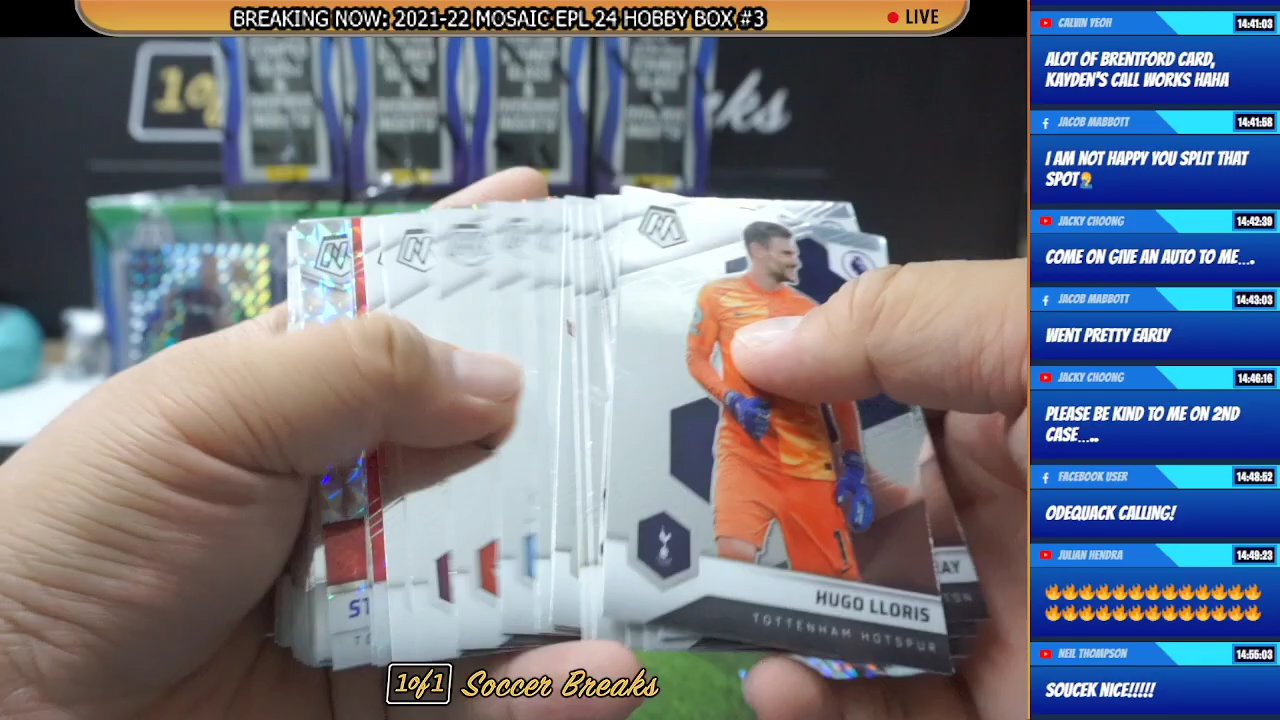 BREAKING NOW: 2021-22 MOSAIC EPL 24 HOBBY BOX #3
LIVE
HUGO LLORIS
TOTTENHAM HOTSPUR
1
ST
1of1 Soccer Breaks
CALVIN YEOH 14:41:03
ALOT OF BRENTFORD CARD,
KAYDEN'S CALL WORKS HAHA
JACOB MABBOTT 14:41:58
I AM NOT HAPPY YOU SPLIT THAT
SPOT🤦‍♂️
JACKY CHOONG 14:42:39
COME ON GIVE AN AUTO TO ME....
JACOB MABBOTT 14:43:03
WENT PRETTY EARLY
JACKY CHOONG 14:46:16
PLEASE BE KIND TO ME ON 2ND
CASE.....
FACEBOOK USER 14:48:52
ODEQUACK CALLING!
JULIAN HENDRA 14:49:23
🔥🔥🔥🔥🔥🔥🔥🔥🔥🔥🔥🔥
🔥🔥🔥🔥🔥🔥🔥🔥🔥🔥🔥🔥
NEIL THOMPSON 14:55:03
SOUCEK NICE!!!!!